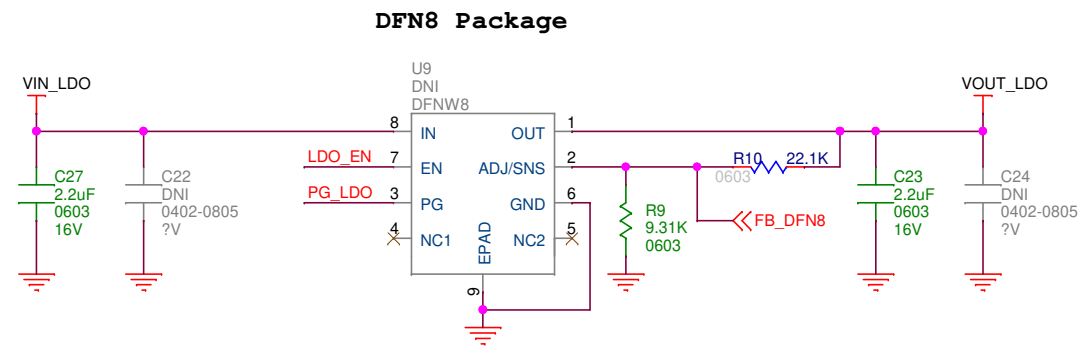 DFN8 Package
U9
DNI
DFNW8
VIN_LDO
VOUT_LDO
8
IN
OUT
1
LDO_EN
7
EN
ADJ/SNS
2
R10
22.1K
0603
PG_LDO
3
PG
GND
6
4
NC1
EPAD
NC2
5
9
C27
2.2uF
0603
16V
C22
DNI
0402-0805
?V
R9
9.31K
0603
FB_DFN8
C23
2.2uF
0603
16V
C24
DNI
0402-0805
?V